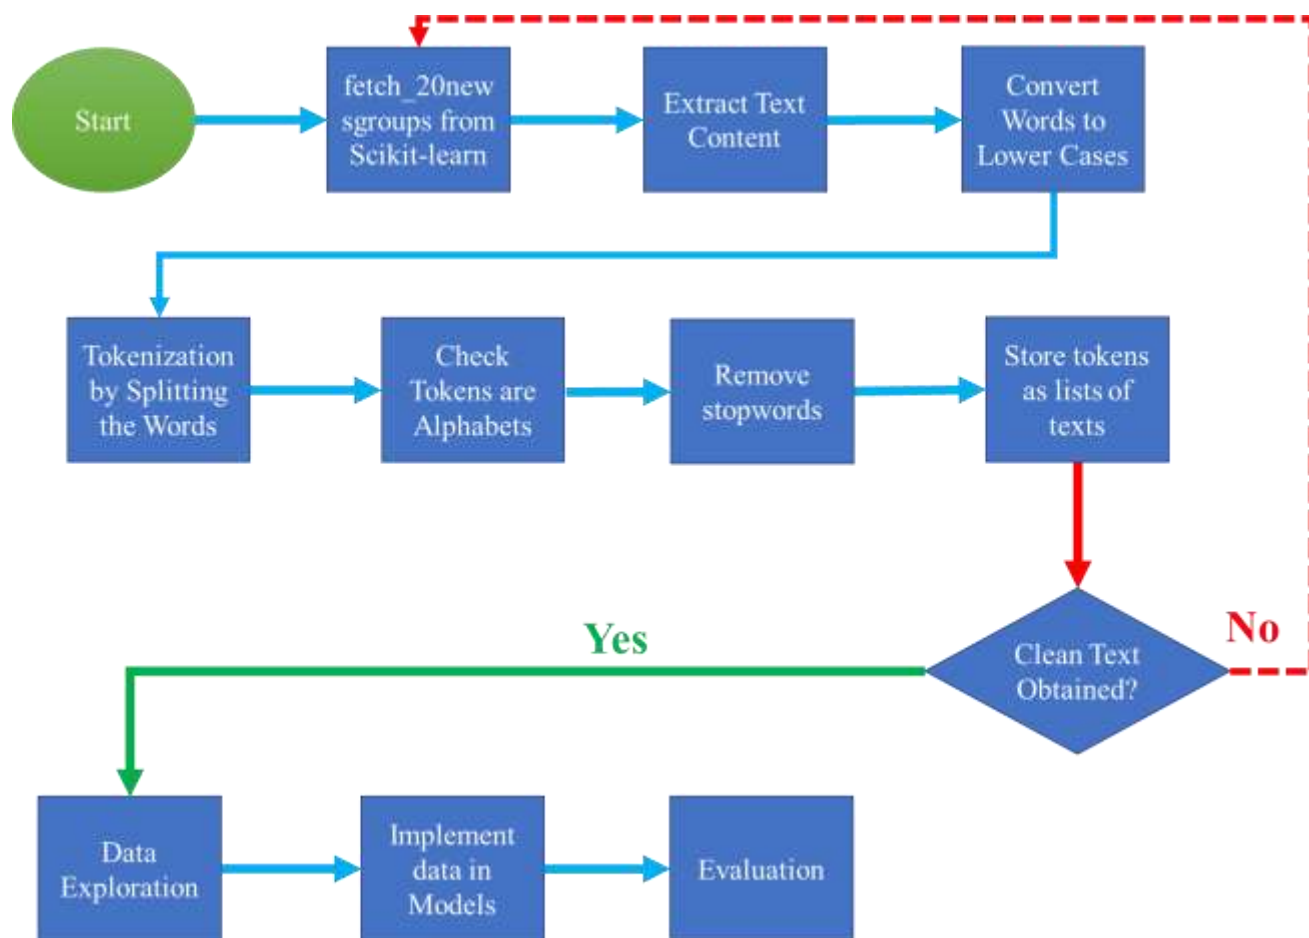 Start
fetch_20new
sgroups from
Scikit-learn
Extract Text
Content
Convert
Words to
Lower Cases
Tokenization
by Splitting
the Words
Check
Tokens are
Alphabets
Remove
stopwords
Store tokens
as lists of
texts
Yes
No
Clean Text
Obtained?
Data
Exploration
Implement
data in
Models
Evaluation